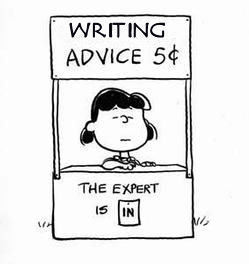 WRITING
ADVICE 5¢
THE EXPERT
IS IN